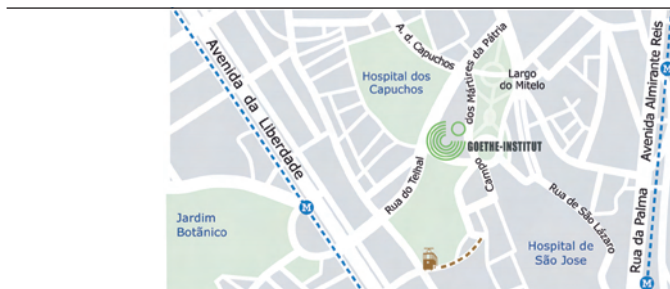 A. d. Capuchos
Campo dos Mártires da Pátria
Avenida Almirante Reis
Avenida da Liberdade
Hospital dos
Capuchos
Largo
do Mitelo
M
GOETHE-INSTITUT
Rua do Telhal
Rua de São Lázaro
M
Jardim
Botânico
Rua da Palma
Hospital de
São Jose
M